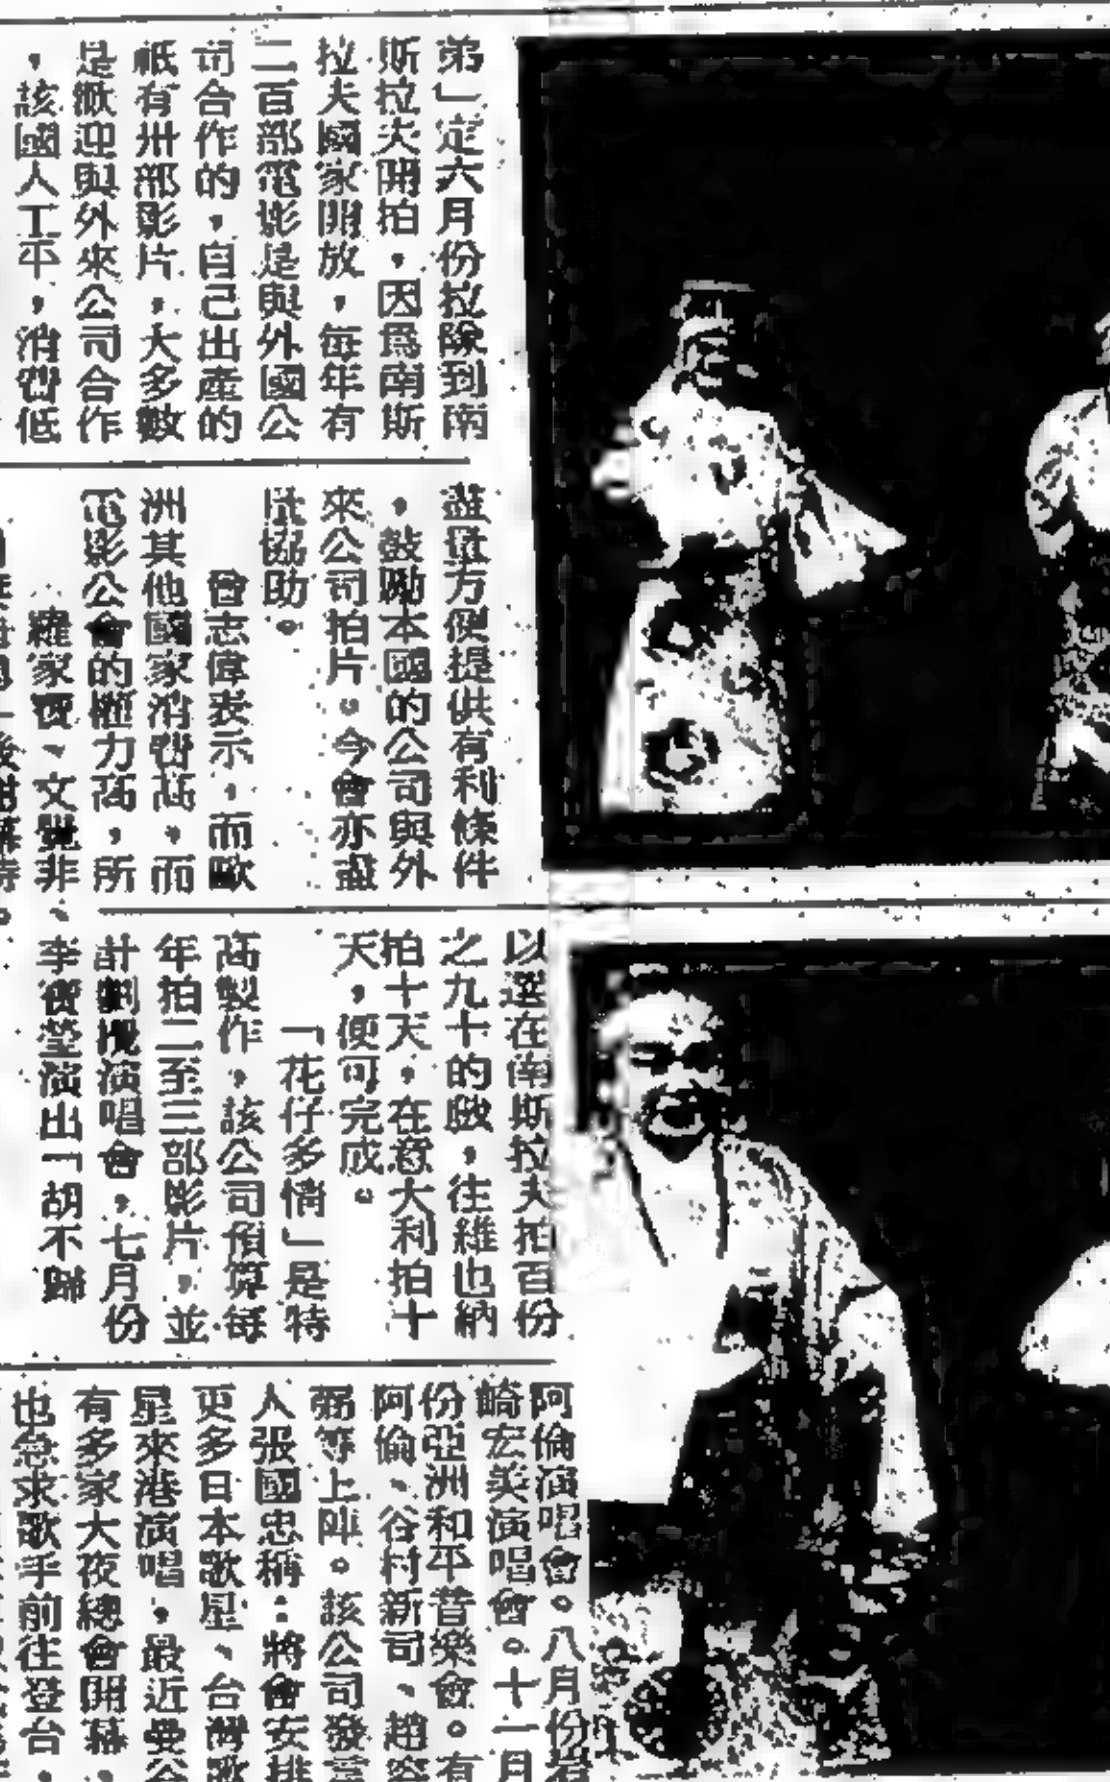 弟」定六月份拉隊到南
斯拉夫開拍,因爲南斯
拉夫國家開放,每年有
二百部電影是與外國公
司合作的,自己出產的
祇有卅部影片,大多數
是歡迎與外來公司合作
,該國人工平,消費低
盡量方便提供有利條件
,鼓勵本國的公司與外
來公司拍片。今會亦盡
量協助。
曾志偉表示,而歐
洲其他國家消費高,而
電影公會的權力高,所
以選在南斯拉夫拍百份
之九十的戲,往維也納
拍十天,在意大利拍十
天,便可完成。
「花仔多情」是特
高製作,該公司預算每
年拍二至三部影片,並
計劃攪演唱會,七月份
羅家寶、文覺非、李寶瑩演出「胡不歸
阿倫演唱會。八月份岩
崎宏美演唱會。十一月
份亞洲和平音樂會。有
阿倫、谷村新司、趙容
弼等上陣。該公司發言
人張國忠稱:將會安排
更多日本歌星、台灣歌
星來港演唱,最近曼谷
有多家大夜總會開幕,
也急求歌手前往登台,